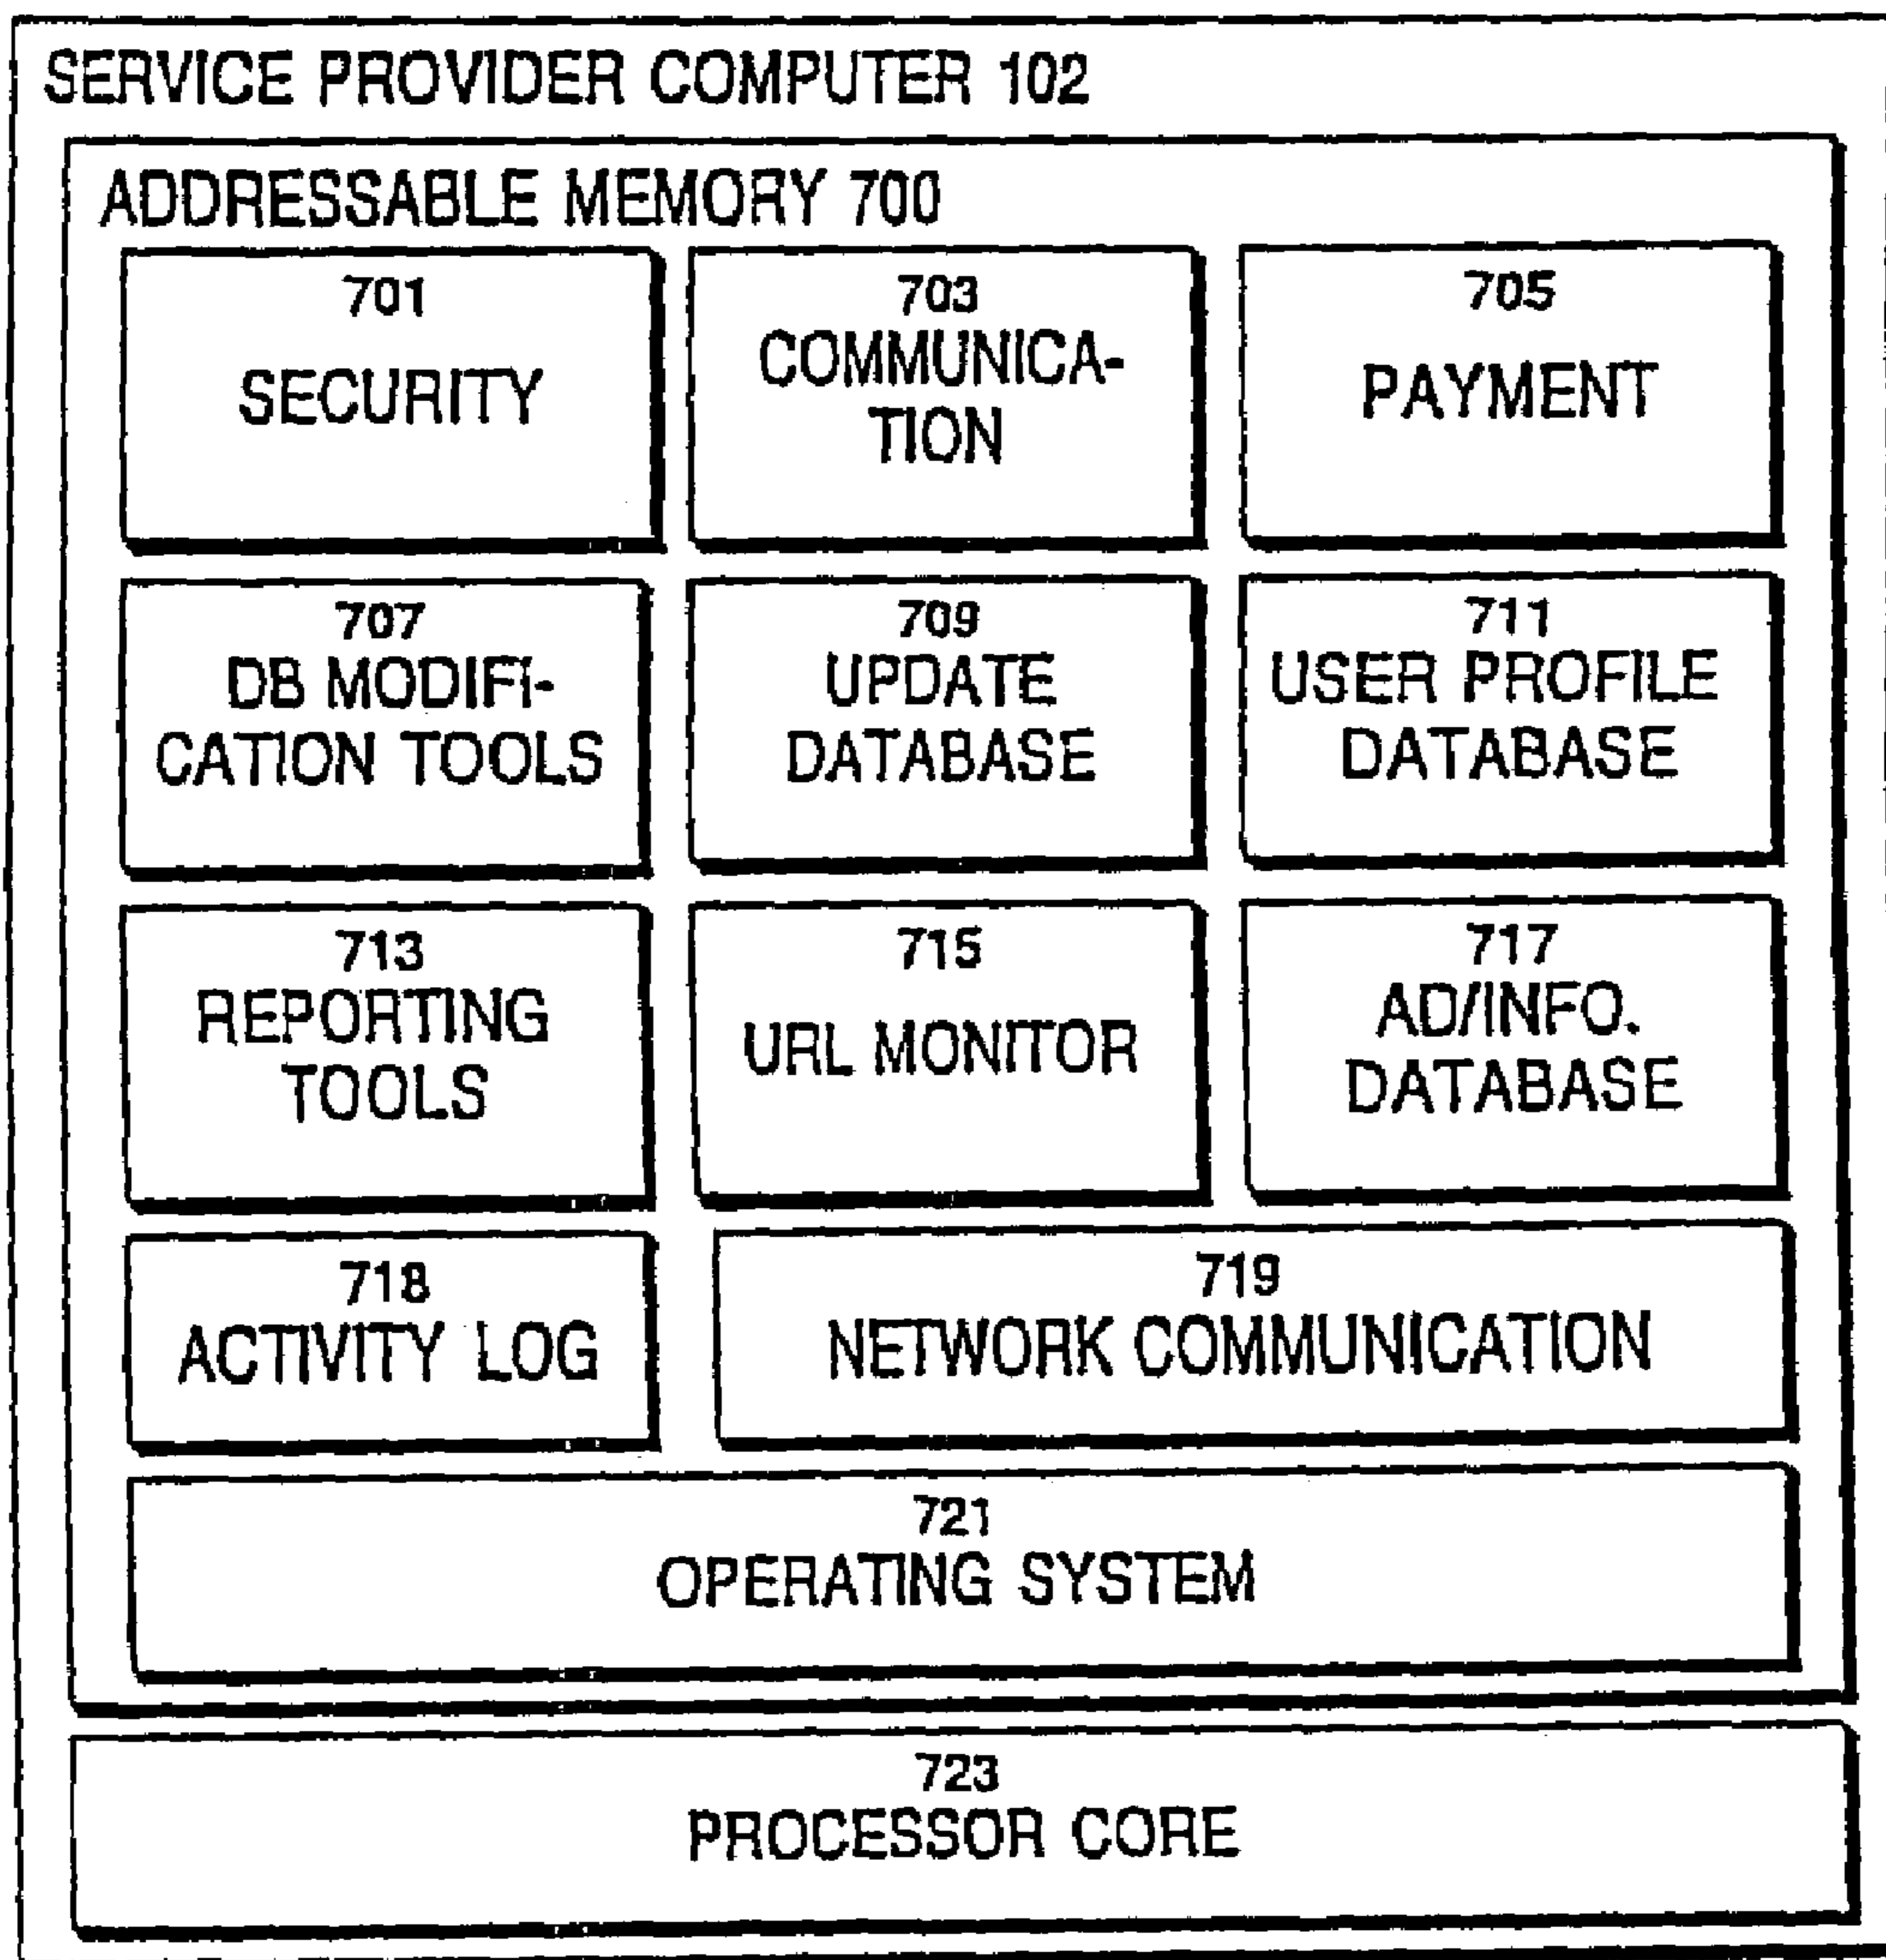 SERVICE PROVIDER COMPUTER 102
ADDRESSABLE MEMORY 700
701
SECURITY
703
COMMUNICA-
TION
705
PAYMENT
707
DB MODIFI-
CATION TOOLS
709
UPDATE
DATABASE
711
USER PROFILE
DATABASE
713
REPORTING
TOOLS
715
URL MONITOR
717
AD/INFO.
DATABASE
718
ACTIVITY LOG
719
NETWORK COMMUNICATION
721
OPERATING SYSTEM
723
PROCESSOR CORE